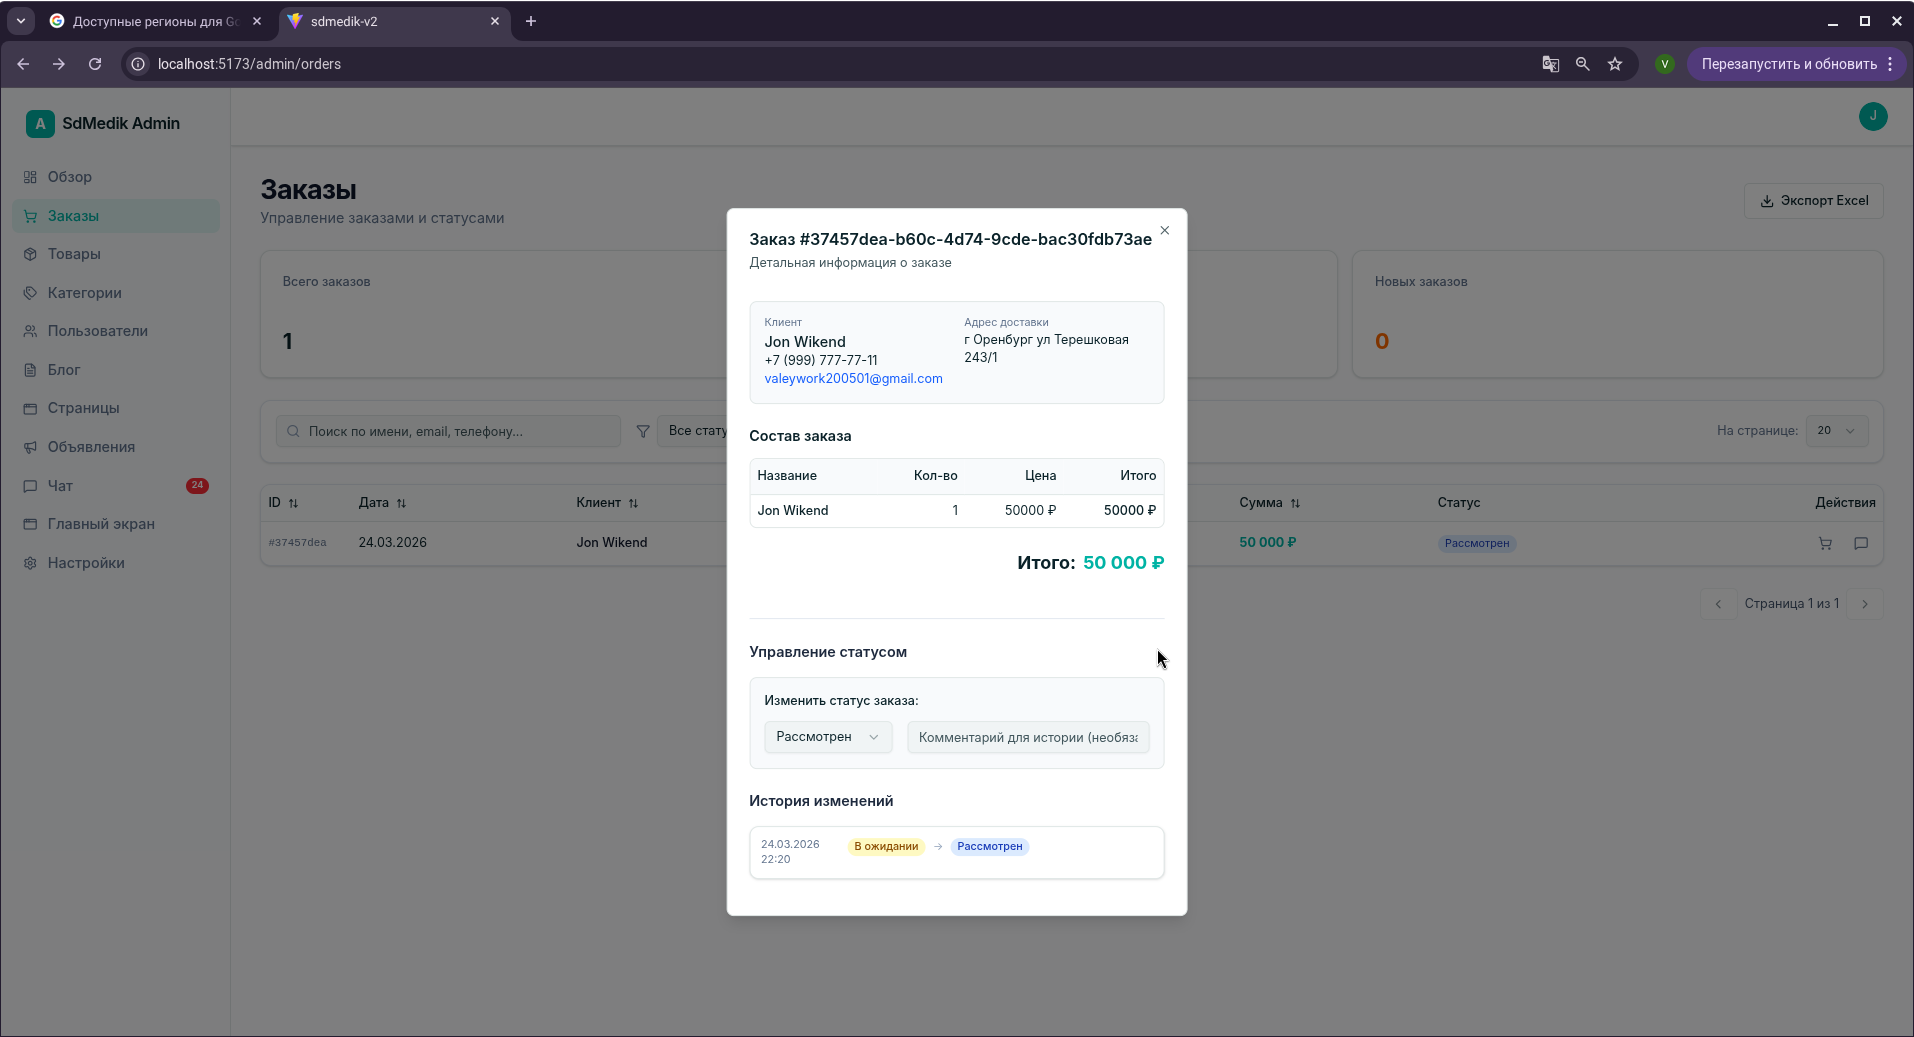 Доступные регионы для Go
sdmedik-v2
localhost:5173/admin/orders
V
Перезапустить и обновить
A
SdMedik Admin
J
Обзор
Заказы
Товары
Категории
Пользователи
Блог
Страницы
Объявления
Чат
24
Главный экран
Настройки
Заказы
Управление заказами и статусами
Экспорт Excel
Всего заказов
1
Новых заказов
0
Поиск по имени, email, телефону...
Все стату
На странице:
20
ID
Дата
Клиент
Сумма
Статус
Действия
#37457dea
24.03.2026
Jon Wikend
50 000 ₽
Рассмотрен
Страница 1 из 1
Заказ #37457dea-b60c-4d74-9cde-bac30fdb73ae
Детальная информация о заказе
Клиент
Jon Wikend
+7 (999) 777-77-11
valeywork200501@gmail.com
Адрес доставки
г Оренбург ул Терешковая
243/1
Состав заказа
Название
Кол-во
Цена
Итого
Jon Wikend
1
50000 ₽
50000 ₽
Итого: 50 000 ₽
Управление статусом
Изменить статус заказа:
Рассмотрен
Комментарий для истории (необяза
История изменений
24.03.2026
22:20
В ожидании
Рассмотрен